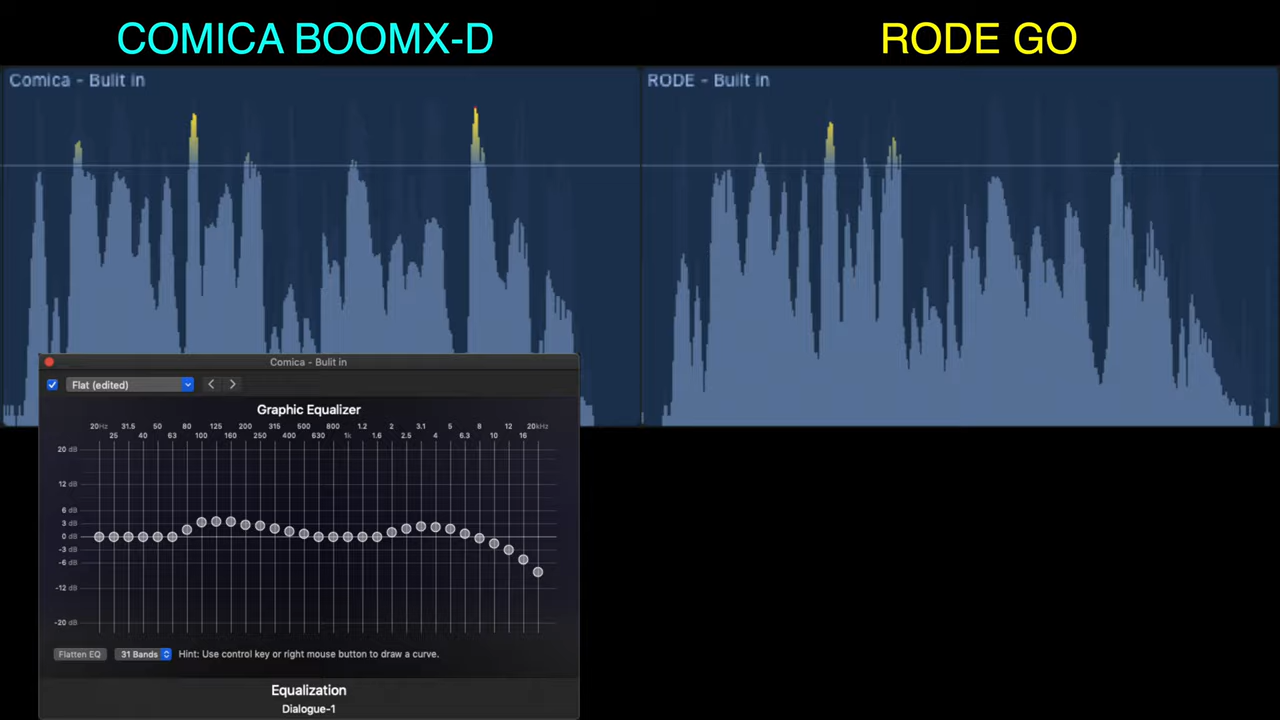 COMICA BOOMX-D
RODE GO
Comica - Bulit in
RODE - Built in
Comica - Bulit in
Flat (edited)
Graphic Equalizer
20Hz 31.5 50 80 125 200 315 500 800 1.2 2 3.1 5 8 12 20kHz
25 40 63 100 160 250 400 630 1k 1.6 2.5 4 6.3 10 16
20 dB
12 dB
6 dB
3 dB
0 dB
-3 dB
-6 dB
-12 dB
-20 dB
Flatten EQ 31 Bands Hint: Use control key or right mouse button to draw a curve.
Equalization
Dialogue-1